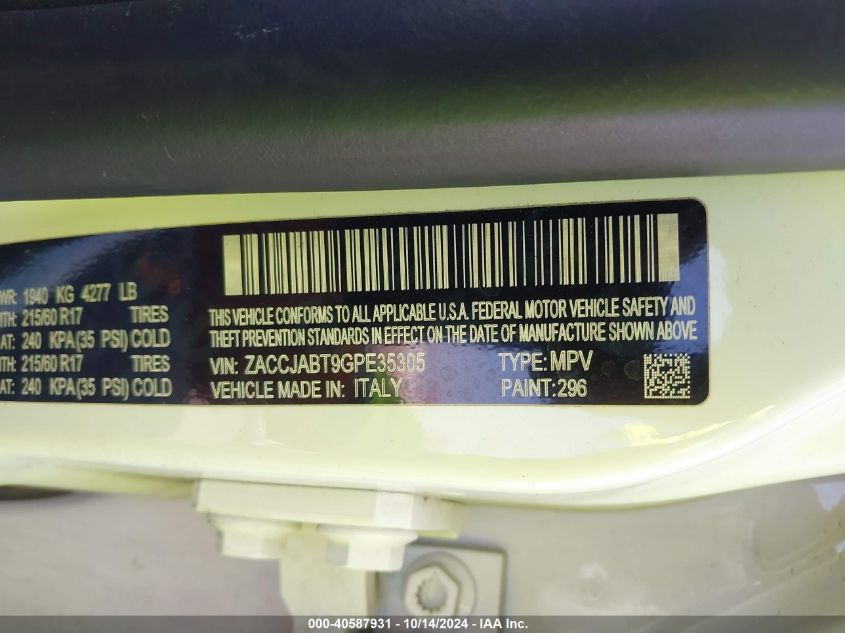 WR: 1940 KG 4277 LB
ITH: 215/60 R17 TIRES
AT: 240 KPA(35 PSI) COLD
ITH: 215/60 R17 TIRES
AT: 240 KPA(35 PSI) COLD
THIS VEHICLE CONFORMS TO ALL APPLICABLE U.S.A. FEDERAL MOTOR VEHICLE SAFETY AND
THEFT PREVENTION STANDARDS IN EFFECT ON THE DATE OF MANUFACTURE SHOWN ABOVE
VIN: ZACCJABT9GPE35305 TYPE: MPV
VEHICLE MADE IN: ITALY PAINT:296
000-40587931 - 10/14/2024 - IAA Inc.